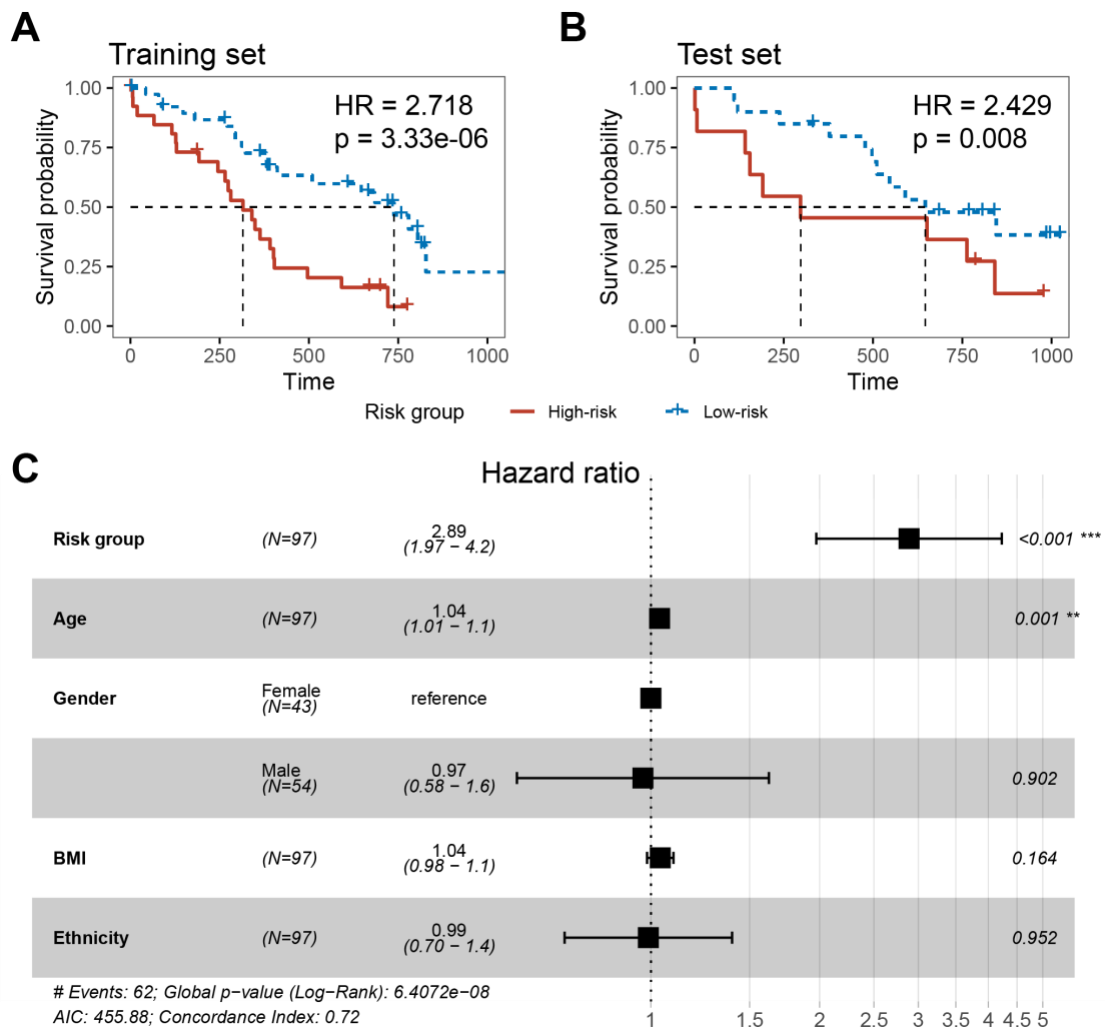 A
Training set
HR = 2.718
p = 3.33e-06
Survival probability
1.00
0.75
0.50
0.25
0.00
0 250 500 750 1000
Time
B
Test set
HR = 2.429
p = 0.008
Survival probability
1.00
0.75
0.50
0.25
0.00
0 250 500 750 1000
Time
Risk group High-risk Low-risk
C
Hazard ratio
Risk group (N=97) 2.89 (1.97 − 4.2) <0.001 ***
Age (N=97) 1.04 (1.01 − 1.1) 0.001 **
Gender Female (N=43) reference
Male (N=54) 0.97 (0.58 − 1.6) 0.902
BMI (N=97) 1.04 (0.98 − 1.1) 0.164
Ethnicity (N=97) 0.99 (0.70 − 1.4) 0.952
# Events: 62; Global p−value (Log−Rank): 6.4072e−08
AIC: 455.88; Concordance Index: 0.72
1 1.5 2 2.5 3 3.5 4 4.5 5